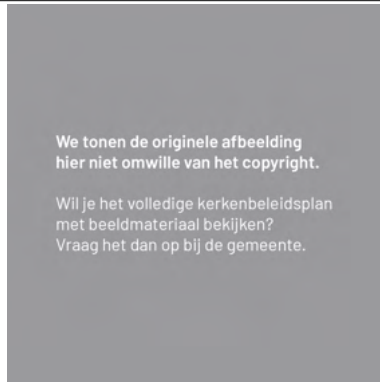 We tonen de originele afbeelding
hier niet omwille van het copyright.
Wil je het volledige kerkenbeleidsplan
met beeldmateriaal bekijken?
Vraag het dan op bij de gemeente.